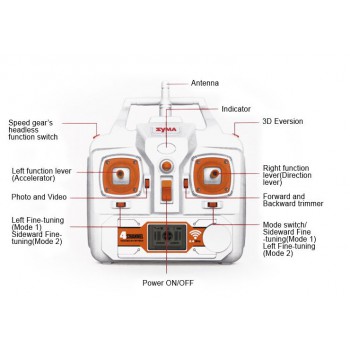 Antenna
Indicator
Speed gear's
headless
function switch
3D Eversion
SYMA
Left function lever
(Accelerator)
Right function
lever(Direction
lever)
Photo and Video
Forward and
Backward trimmer
Left Fine-tuning
(Mode 1)
Sideward Fine-
tuning(Mode 2)
Mode switch/
Sideward Fine
-tuning(Mode 1)
Left Fine-tuning
(Mode 2)
4 CHANNEL
Power ON/OFF